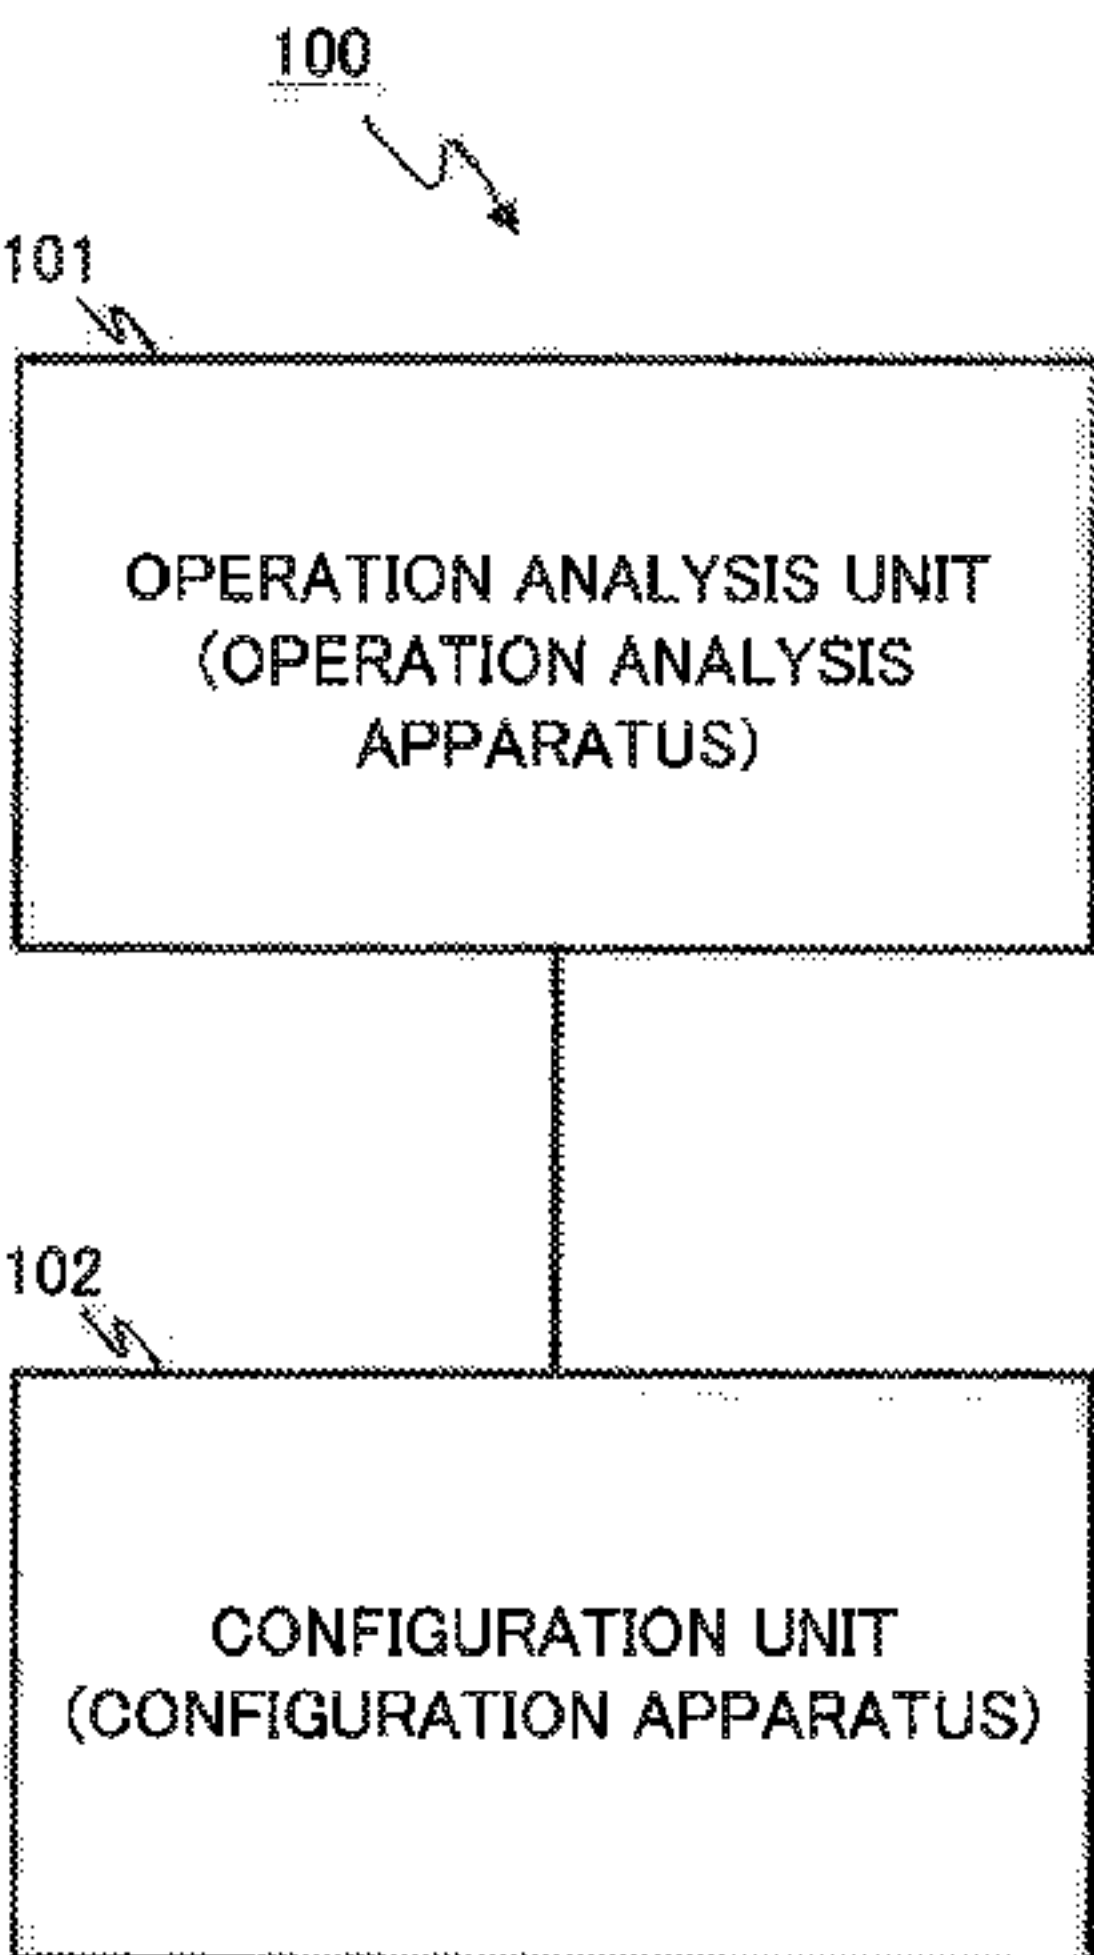 100
101
OPERATION ANALYSIS UNIT
(OPERATION ANALYSIS
APPARATUS)
102
CONFIGURATION UNIT
(CONFIGURATION APPARATUS)